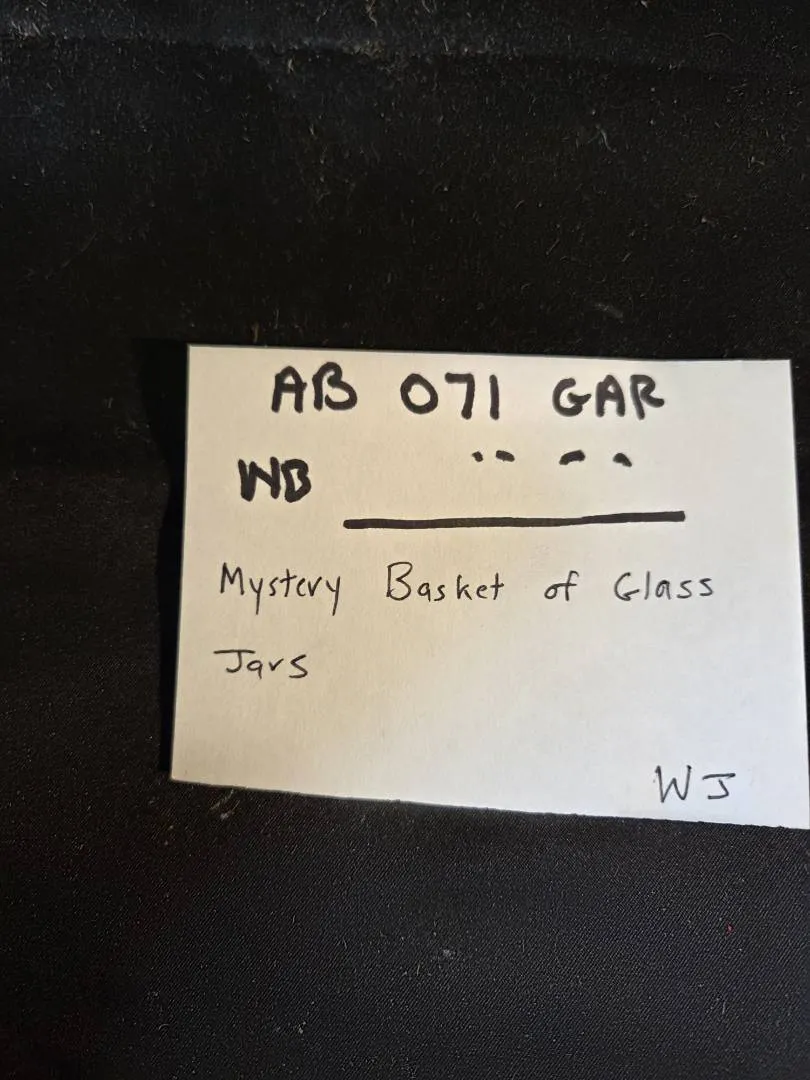 AB 071 GAR
WB
Mystery Basket of Glass
Jars
WJ